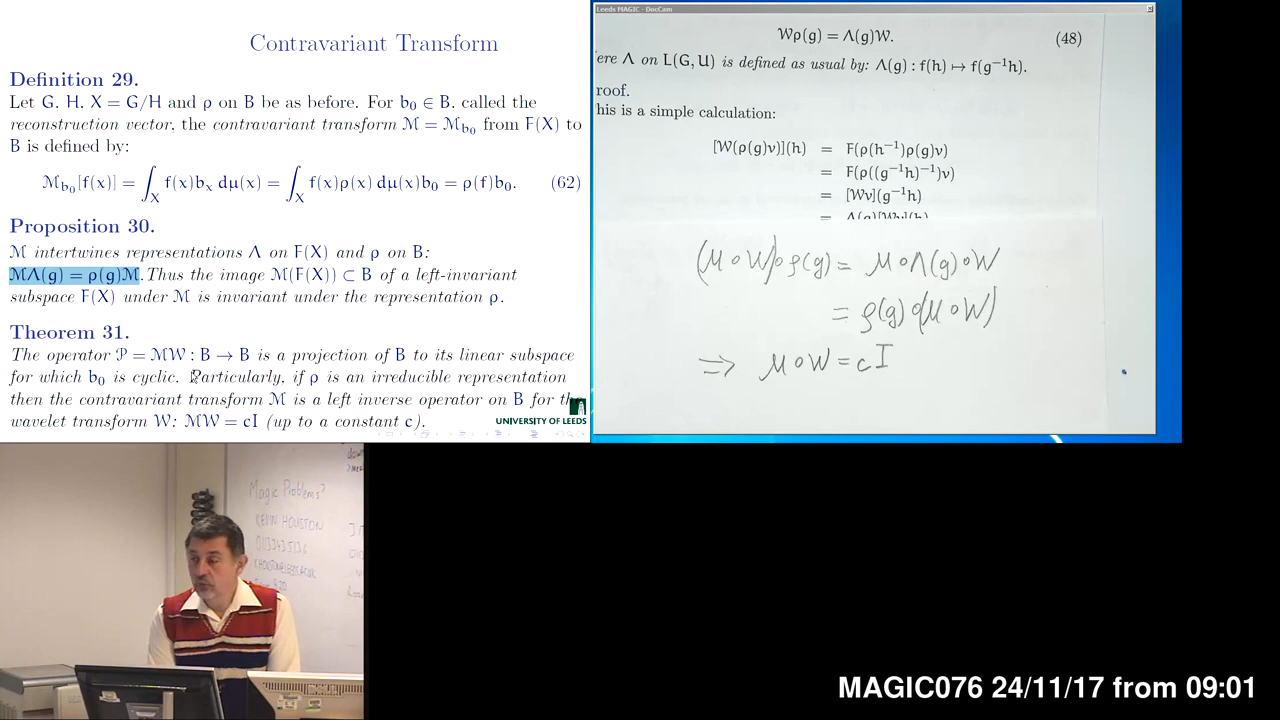 Contravariant Transform
Definition 29.
Let G, H, X = G/H and ρ on B be as before. For b₀ ∈ B, called the
reconstruction vector, the contravariant transform M = M_b₀ from F(X) to
B is defined by:
M_b₀[f(x)] = ∫_X f(x)b_x dμ(x) = ∫_X f(x)ρ(x) dμ(x)b₀ = ρ(f)b₀. (62)
Proposition 30.
M intertwines representations Λ on F(X) and ρ on B:
MΛ(g) = ρ(g)M. Thus the image M(F(X)) ⊂ B of a left-invariant
subspace F(X) under M is invariant under the representation ρ.
Theorem 31.
The operator P = MW : B → B is a projection of B to its linear subspace
for which b₀ is cyclic. Particularly, if ρ is an irreducible representation
then the contravariant transform M is a left inverse operator on B for the
wavelet transform W: MW = cI (up to a constant c).
UNIVERSITY OF LEEDS
Leeds MAGIC - DocCam
Wρ(g) = Λ(g)W. (48)
ere Λ on L(G, U) is defined as usual by: Λ(g) : f(h) ↦ f(g⁻¹h).
roof.
his is a simple calculation:
[W(ρ(g)v)](h) = F(ρ(h⁻¹)ρ(g)v)
= F(ρ((g⁻¹h)⁻¹)v)
= [Wv](g⁻¹h)
= Λ(g)[Wv](h)
(M∘W)∘ρ(g) = M∘Λ(g)∘W
= ρ(g)∘(M∘W)
⇒ M∘W = cI
Magic Problems?
KEVIN HOUSTON
MAGIC076 24/11/17 from 09:01